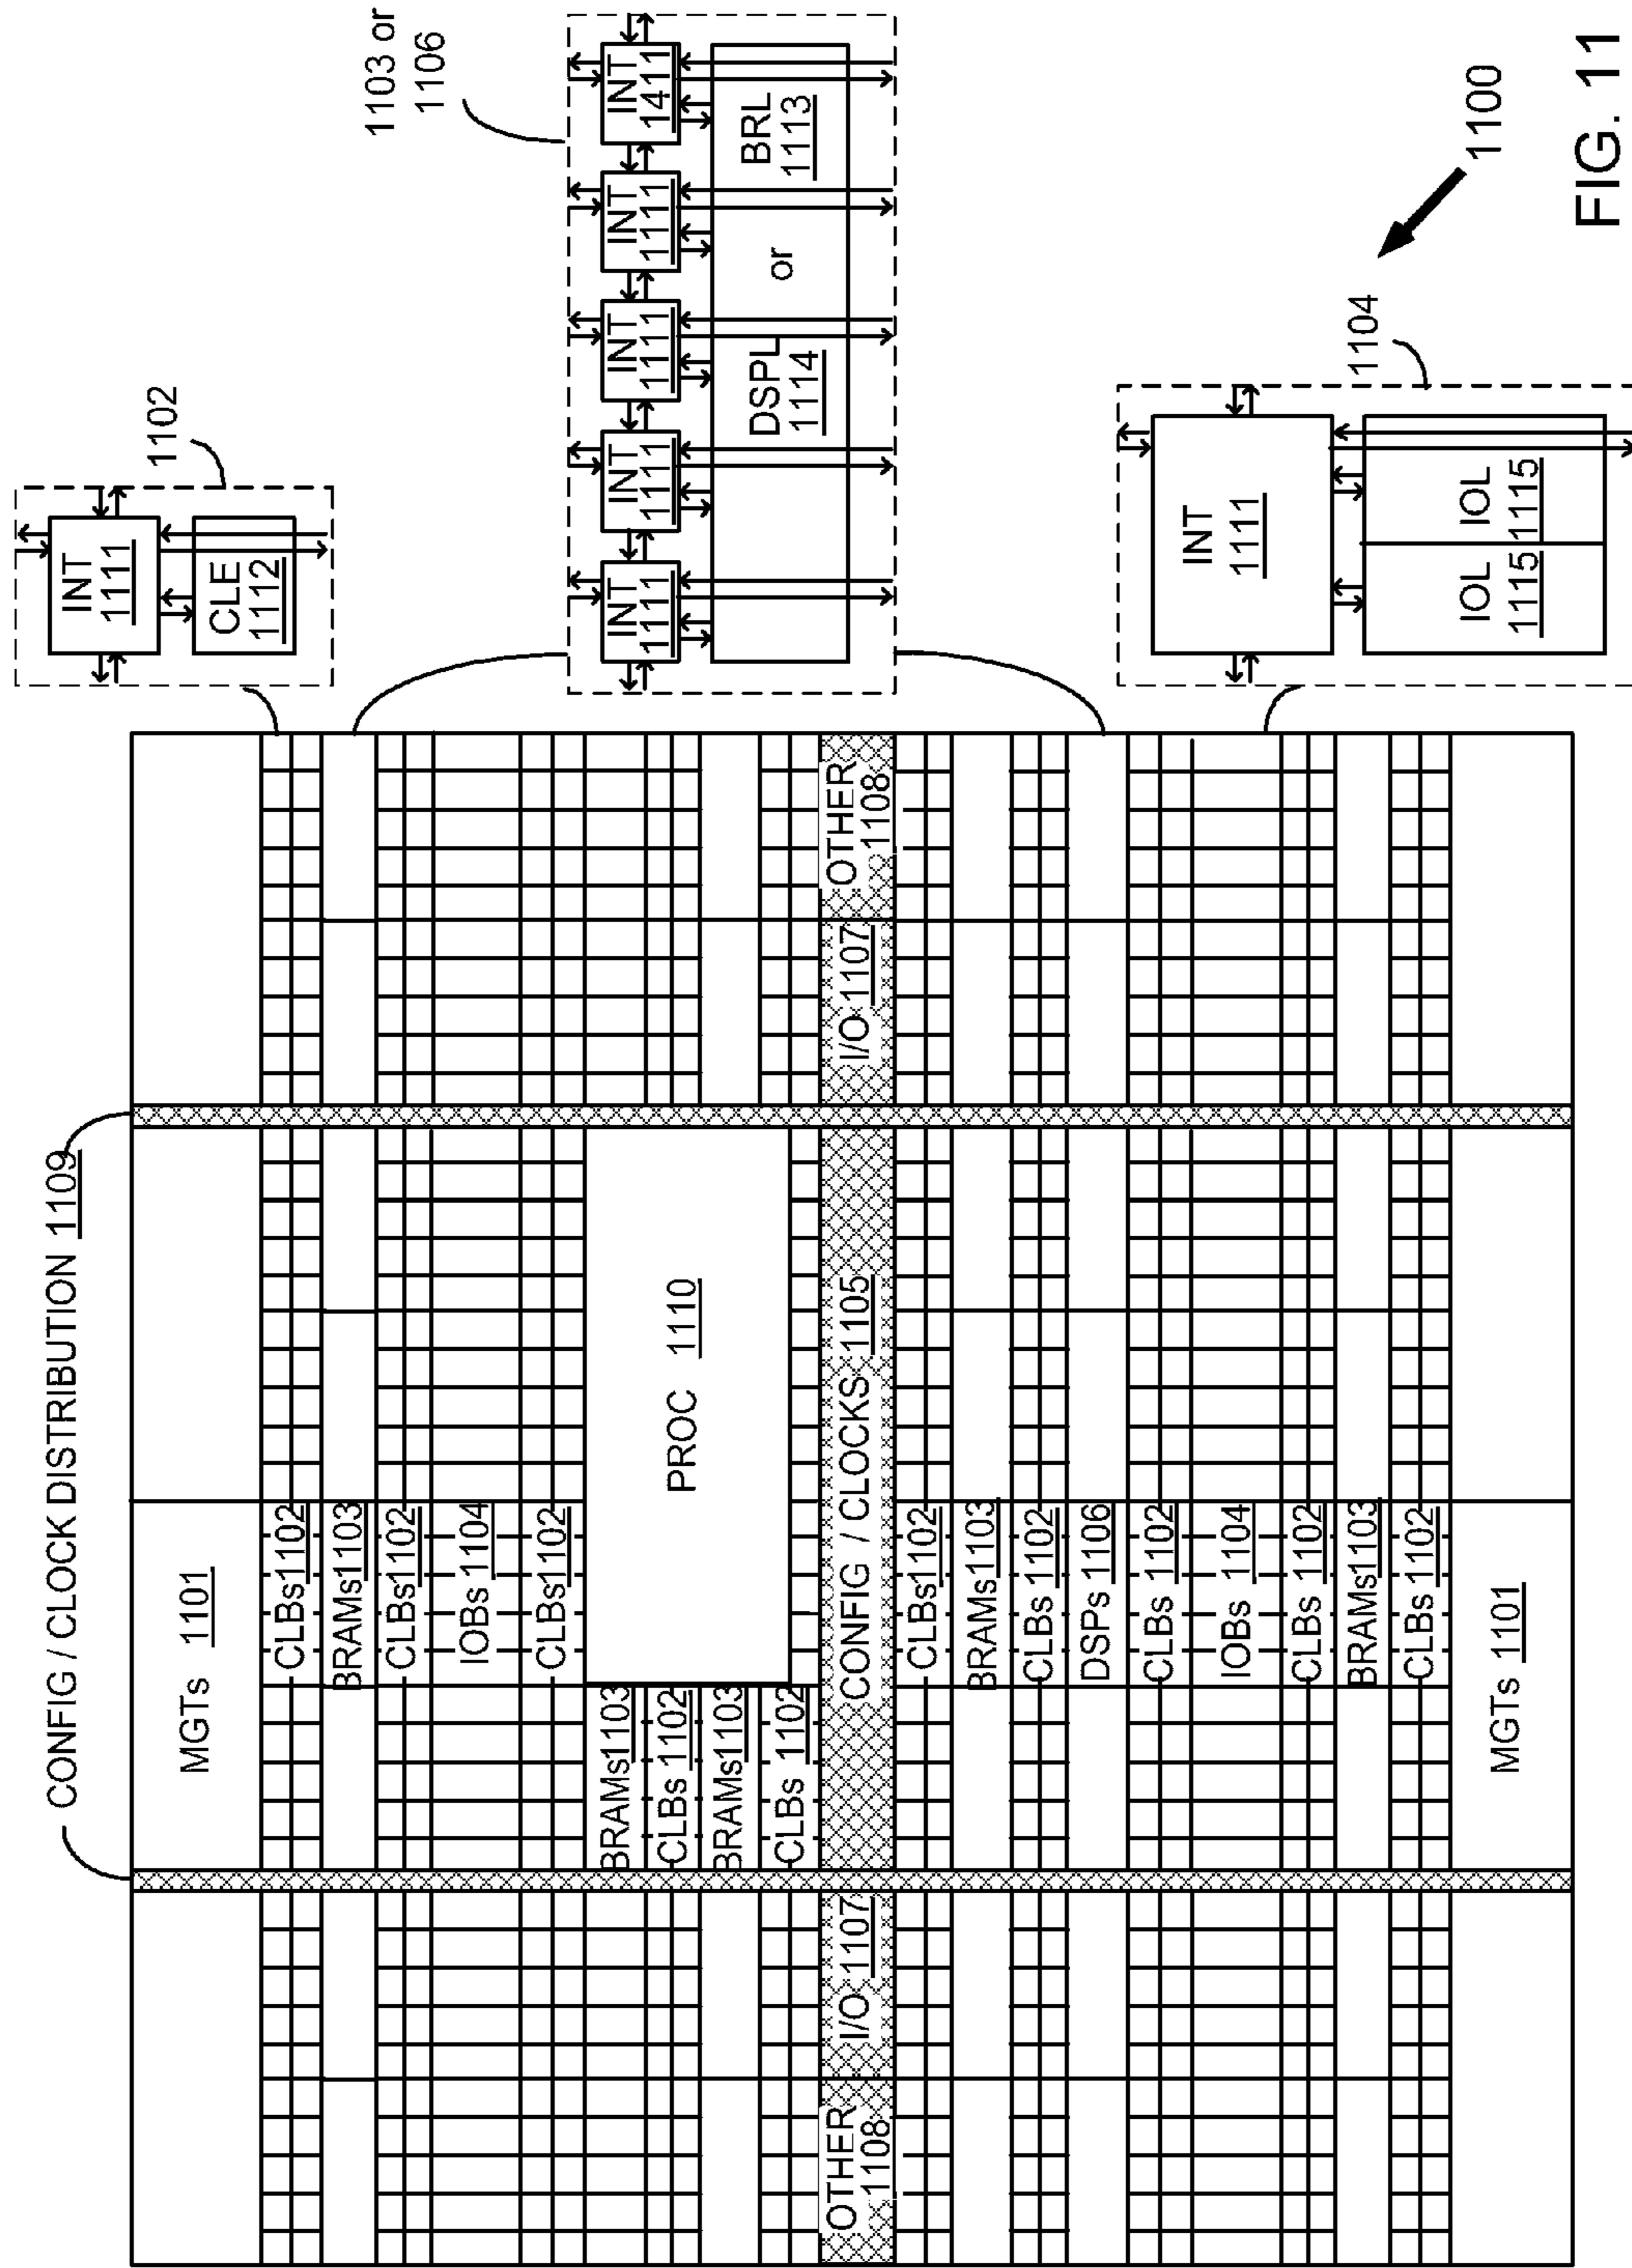 CONFIG / CLOCK DISTRIBUTION 1109
MGTs 1101
CLBs 1102
BRAMs 1103
CLBs 1102
IOBs 1104
CLBs 1102
BRAMs 1103
CLBs 1102
BRAMs 1103
CLBs 1102
PROC 1110
OTHER
1108
I/O 1107
CONFIG / CLOCKS 1105
I/O 1107
OTHER
1108
CLBs 1102
BRAMs 1103
CLBs 1102
DSPs 1106
CLBs 1102
IOBs 1104
CLBs 1102
BRAMs 1103
CLBs 1102
MGTs 1101
INT
1111
CLE
1112
1102
1103 or
1106
INT
1111
INT
1111
INT
1111
INT
1111
INT
1411
DSPL
1114
or
BRL
1113
INT
1111
IOL
1115
IOL
1115
1104
1100
FIG. 11